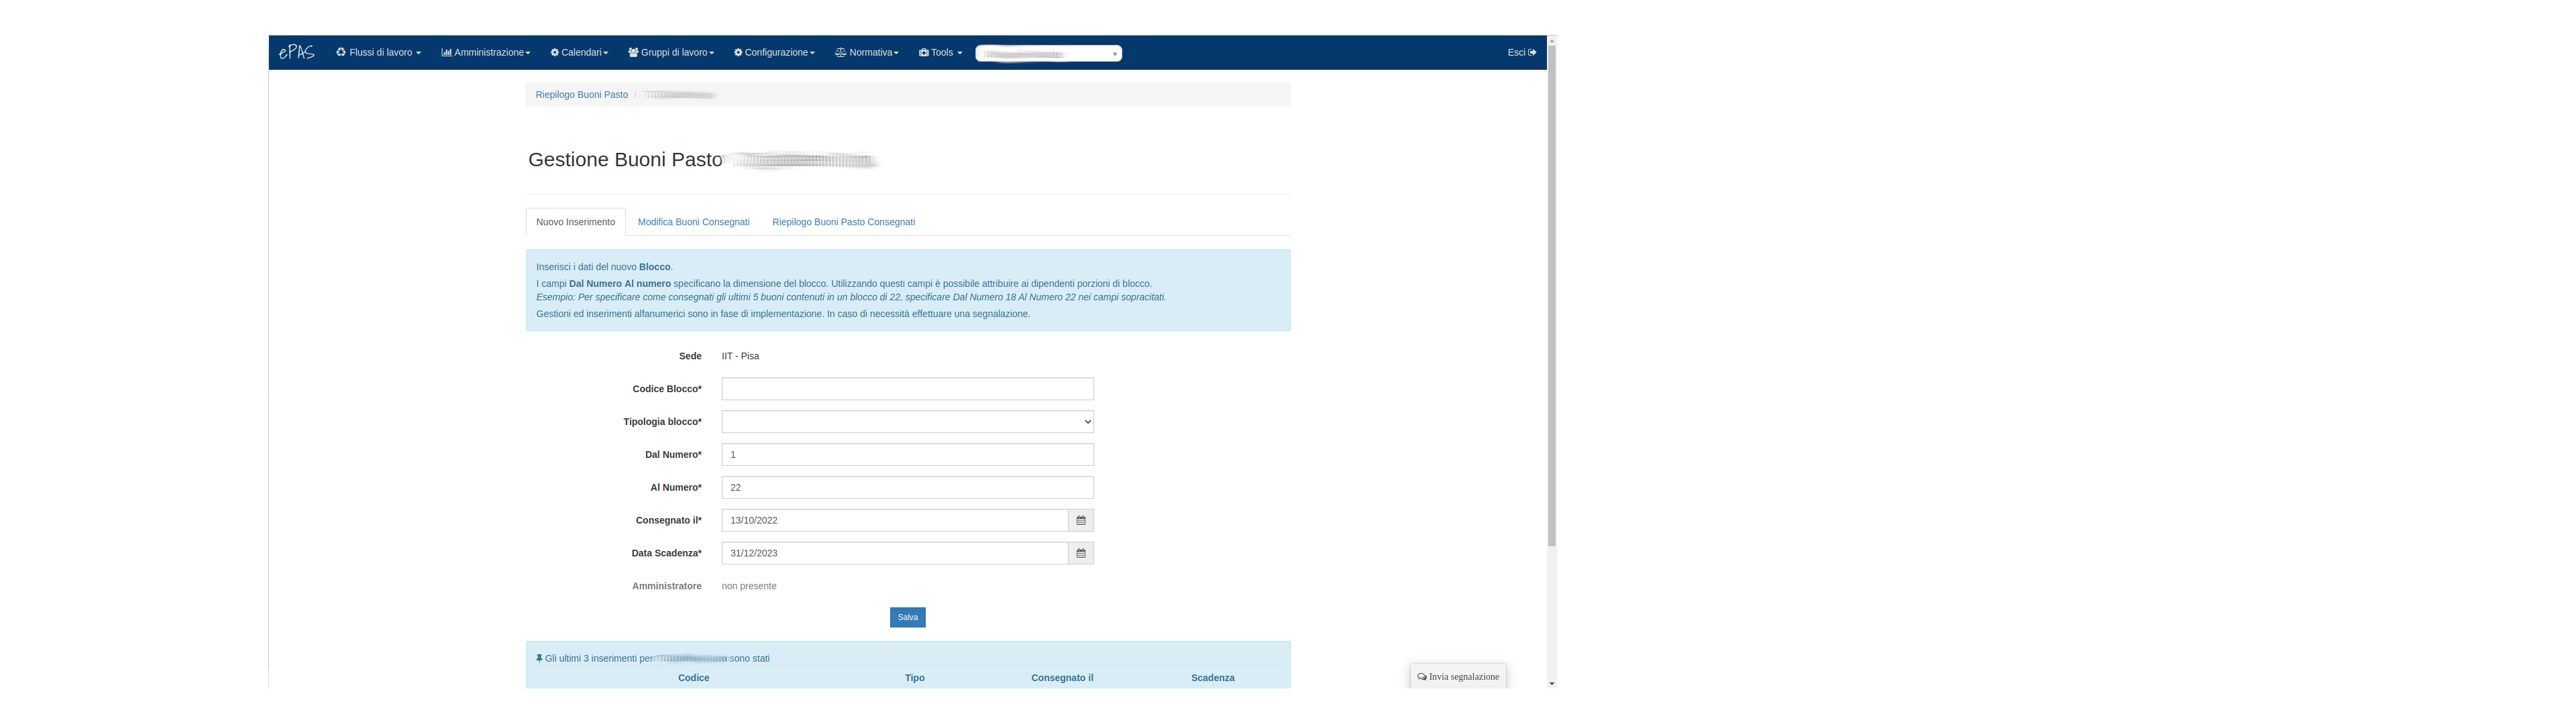 ePAS Flussi di lavoro Amministrazione Calendari Gruppi di lavoro Configurazione Normativa Tools Esci
Riepilogo Buoni Pasto /
Gestione Buoni Pasto
Nuovo Inserimento Modifica Buoni Consegnati Riepilogo Buoni Pasto Consegnati
Inserisci i dati del nuovo Blocco.
I campi Dal Numero Al numero specificano la dimensione del blocco. Utilizzando questi campi è possibile attribuire ai dipendenti porzioni di blocco.
Esempio: Per specificare come consegnati gli ultimi 5 buoni contenuti in un blocco di 22, specificare Dal Numero 18 Al Numero 22 nei campi sopracitati.
Gestioni ed inserimenti alfanumerici sono in fase di implementazione. In caso di necessità effettuare una segnalazione.
Sede IIT - Pisa
Codice Blocco*
Tipologia blocco*
Dal Numero* 1
Al Numero* 22
Consegnato il* 13/10/2022
Data Scadenza* 31/12/2023
Amministratore non presente
Salva
Gli ultimi 3 inserimenti per sono stati
Codice Tipo Consegnato il Scadenza
Invia segnalazione